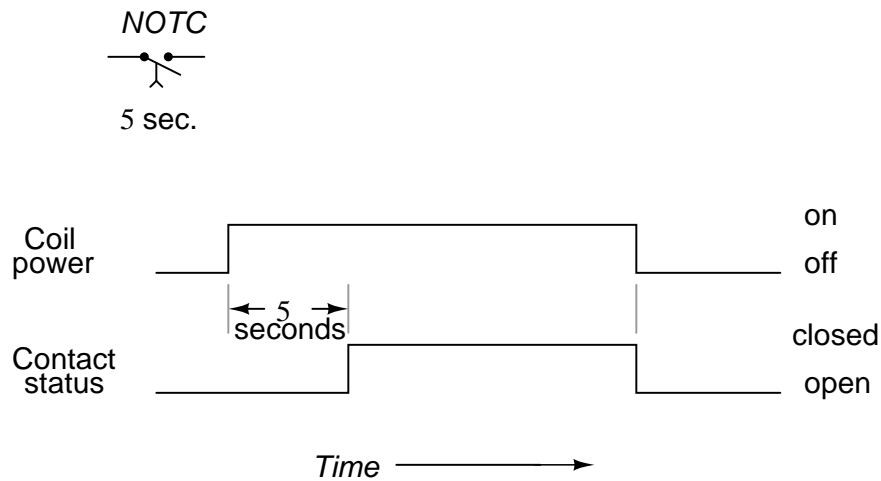 NOTC
5 sec.
on
Coil
power
off
5
seconds
closed
Contact
status
open
Time